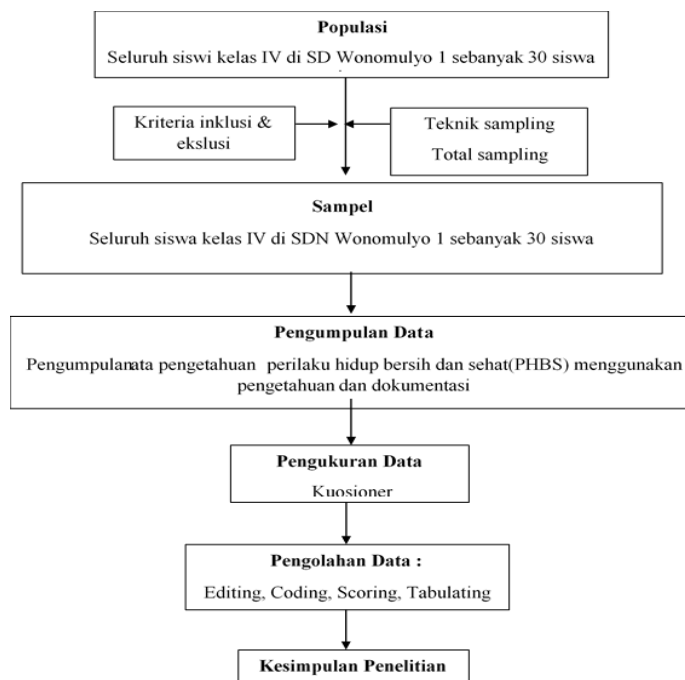 Populasi
Seluruh siswi kelas IV di SD Wonomulyo 1 sebanyak 30 siswa
Kriteria inklusi &
ekslusi
Teknik sampling
Total sampling
Sampel
Seluruh siswa kelas IV di SDN Wonomulyo 1 sebanyak 30 siswa
Pengumpulan Data
Pengumpulanata pengetahuan perilaku hidup bersih dan sehat(PHBS) menggunakan
pengetahuan dan dokumentasi
Pengukuran Data
Kuosioner
Pengolahan Data :
Editing, Coding, Scoring, Tabulating
Kesimpulan Penelitian